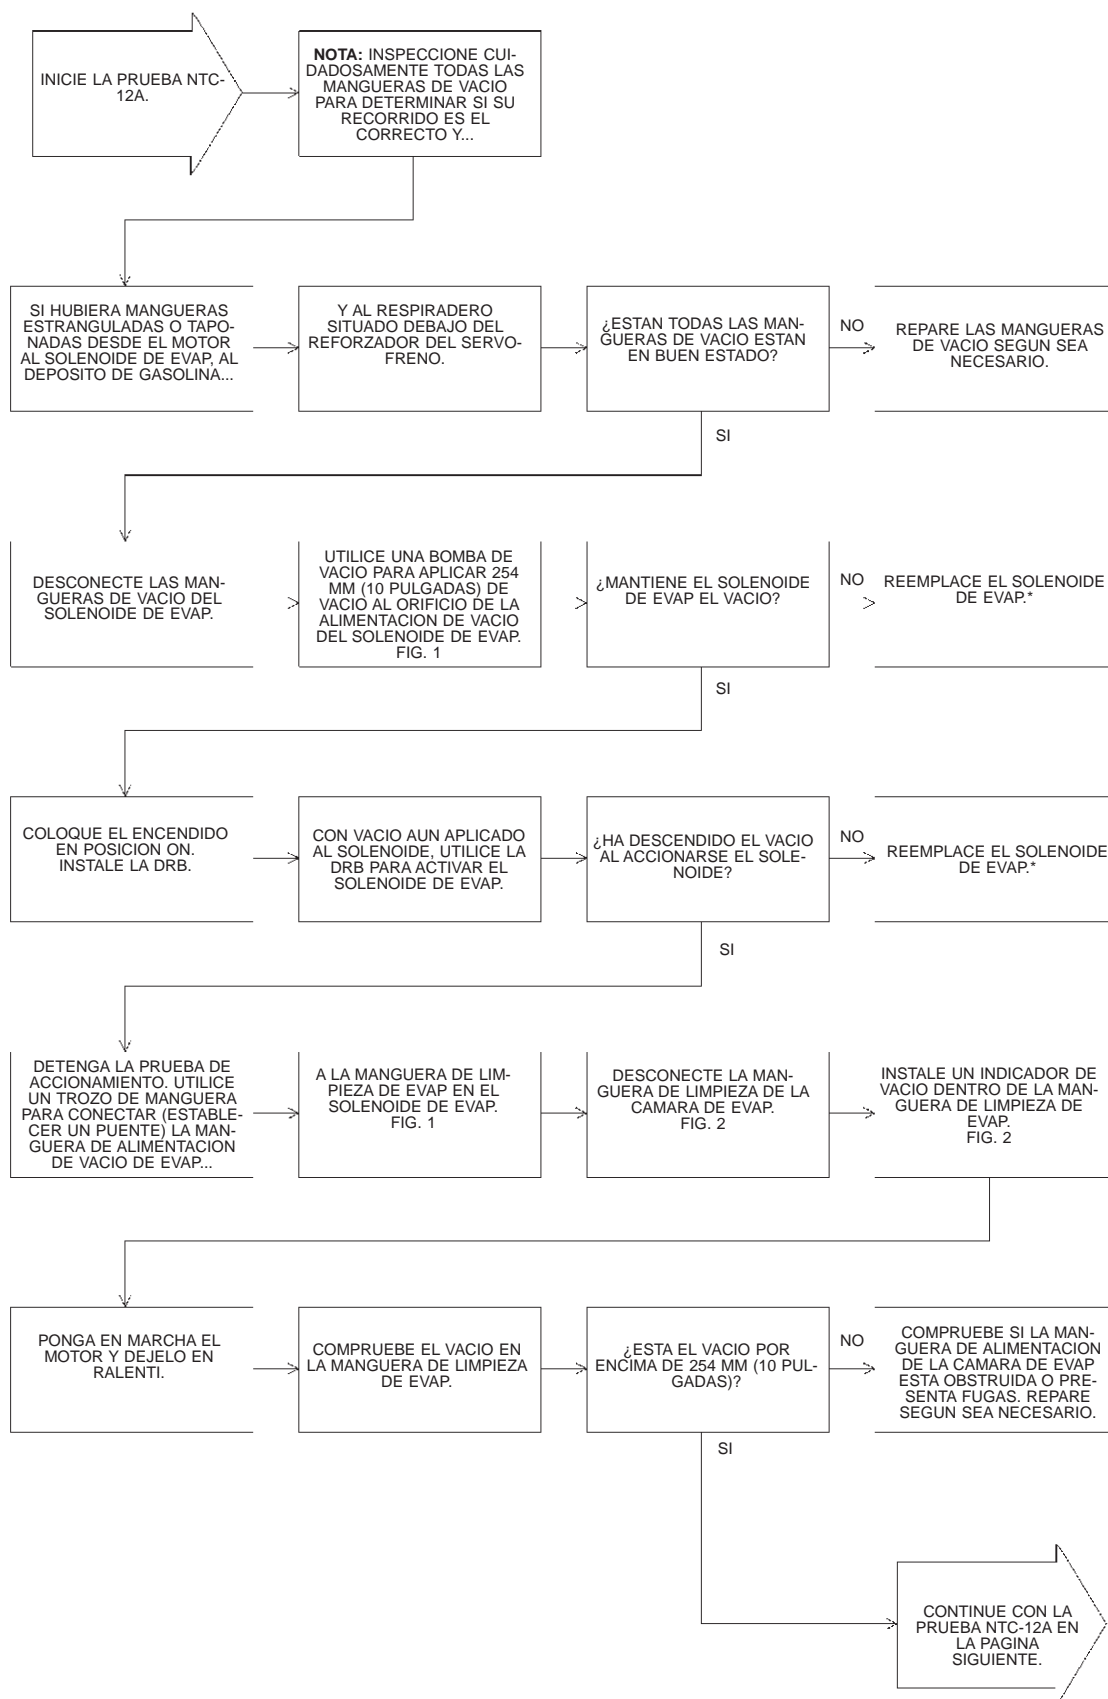 INICIE LA PRUEBA NTC-
12A.
NOTA: INSPECCIONE CUI-
DADOSAMENTE TODAS LAS
MANGUERAS DE VACIO
PARA DETERMINAR SI SU
RECORRIDO ES EL
CORRECTO Y...
SI HUBIERA MANGUERAS
ESTRANGULADAS O TAPO-
NADAS DESDE EL MOTOR
AL SOLENOIDE DE EVAP, AL
DEPOSITO DE GASOLINA...
Y AL RESPIRADERO
SITUADO DEBAJO DEL
REFORZADOR DEL SERVO-
FRENO.
¿ESTAN TODAS LAS MAN-
GUERAS DE VACIO ESTAN
EN BUEN ESTADO?
NO
REPARE LAS MANGUERAS
DE VACIO SEGUN SEA
NECESARIO.
SI
DESCONECTE LAS MAN-
GUERAS DE VACIO DEL
SOLENOIDE DE EVAP.
UTILICE UNA BOMBA DE
VACIO PARA APLICAR 254
MM (10 PULGADAS) DE
VACIO AL ORIFICIO DE LA
ALIMENTACION DE VACIO
DEL SOLENOIDE DE EVAP.
FIG. 1
¿MANTIENE EL SOLENOIDE
DE EVAP EL VACIO?
NO
REEMPLACE EL SOLENOIDE
DE EVAP.*
SI
COLOQUE EL ENCENDIDO
EN POSICION ON.
INSTALE LA DRB.
CON VACIO AUN APLICADO
AL SOLENOIDE, UTILICE LA
DRB PARA ACTIVAR EL
SOLENOIDE DE EVAP.
¿HA DESCENDIDO EL VACIO
AL ACCIONARSE EL SOLE-
NOIDE?
NO
REEMPLACE EL SOLENOIDE
DE EVAP.*
SI
DETENGA LA PRUEBA DE
ACCIONAMIENTO. UTILICE
UN TROZO DE MANGUERA
PARA CONECTAR (ESTABLE-
CER UN PUENTE) LA MAN-
GUERA DE ALIMENTACION
DE VACIO DE EVAP...
A LA MANGUERA DE LIM-
PIEZA DE EVAP EN EL
SOLENOIDE DE EVAP.
FIG. 1
DESCONECTE LA MAN-
GUERA DE LIMPIEZA DE LA
CAMARA DE EVAP.
FIG. 2
INSTALE UN INDICADOR DE
VACIO DENTRO DE LA MAN-
GUERA DE LIMPIEZA DE
EVAP.
FIG. 2
PONGA EN MARCHA EL
MOTOR Y DEJELO EN
RALENTI.
COMPRUEBE EL VACIO EN
LA MANGUERA DE LIMPIEZA
DE EVAP.
¿ESTA EL VACIO POR
ENCIMA DE 254 MM (10 PUL-
GADAS)?
NO
COMPRUEBE SI LA MAN-
GUERA DE ALIMENTACION
DE LA CAMARA DE EVAP
ESTA OBSTRUIDA O PRE-
SENTA FUGAS. REPARE
SEGUN SEA NECESARIO.
SI
CONTINUE CON LA
PRUEBA NTC-12A EN
LA PAGINA
SIGUIENTE.